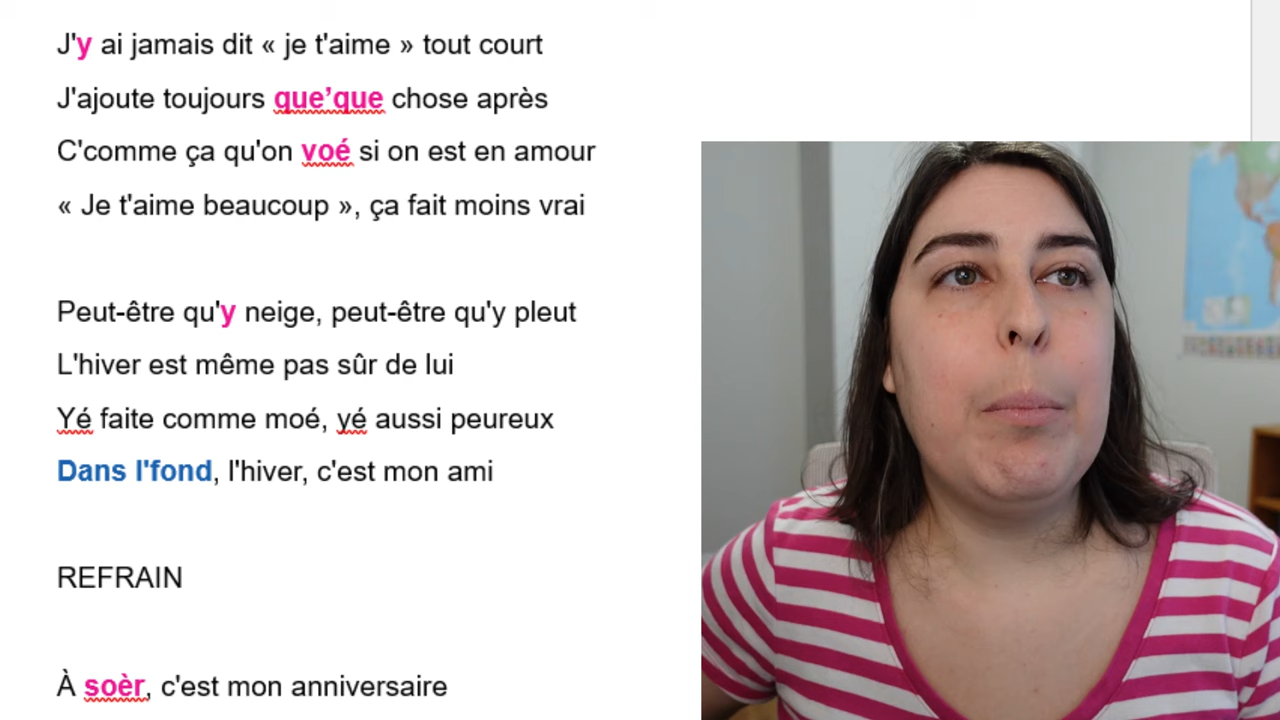 J'y ai jamais dit « je t'aime » tout court
J'ajoute toujours que’que chose après
C'comme ça qu'on voé si on est en amour
« Je t'aime beaucoup », ça fait moins vrai
Peut-être qu'y neige, peut-être qu'y pleut
L'hiver est même pas sûr de lui
Yé faite comme moé, yé aussi peureux
Dans l'fond, l'hiver, c'est mon ami
REFRAIN
À soèr, c'est mon anniversaire